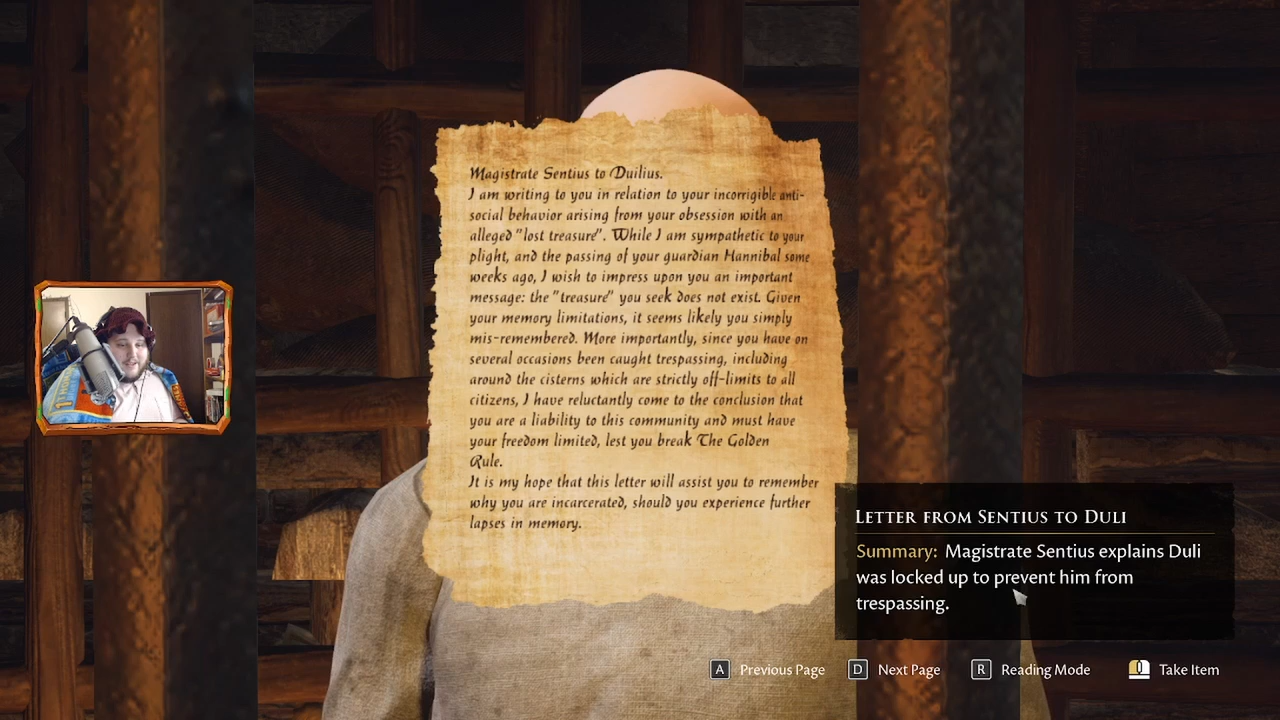 Magistrate Sentius to Duilius.
I am writing to you in relation to your incorrigible anti-
social behavior arising from your obsession with an
alleged "lost treasure". While I am sympathetic to your
plight, and the passing of your guardian Hannibal some
weeks ago, I wish to impress upon you an important
message: the "treasure" you seek does not exist. Given
your memory limitations, it seems likely you simply
mis-remembered. More importantly, since you have on
several occasions been caught trespassing, including
around the cisterns which are strictly off-limits to all
citizens, I have reluctantly come to the conclusion that
you are a liability to this community and must have
your freedom limited, lest you break The Golden
Rule.
It is my hope that this letter will assist you to remember
why you are incarcerated, should you experience further
lapses in memory.
Letter from Sentius to Duli
Summary: Magistrate Sentius explains Duli
was locked up to prevent him from
trespassing.
A Previous Page D Next Page R Reading Mode Take Item